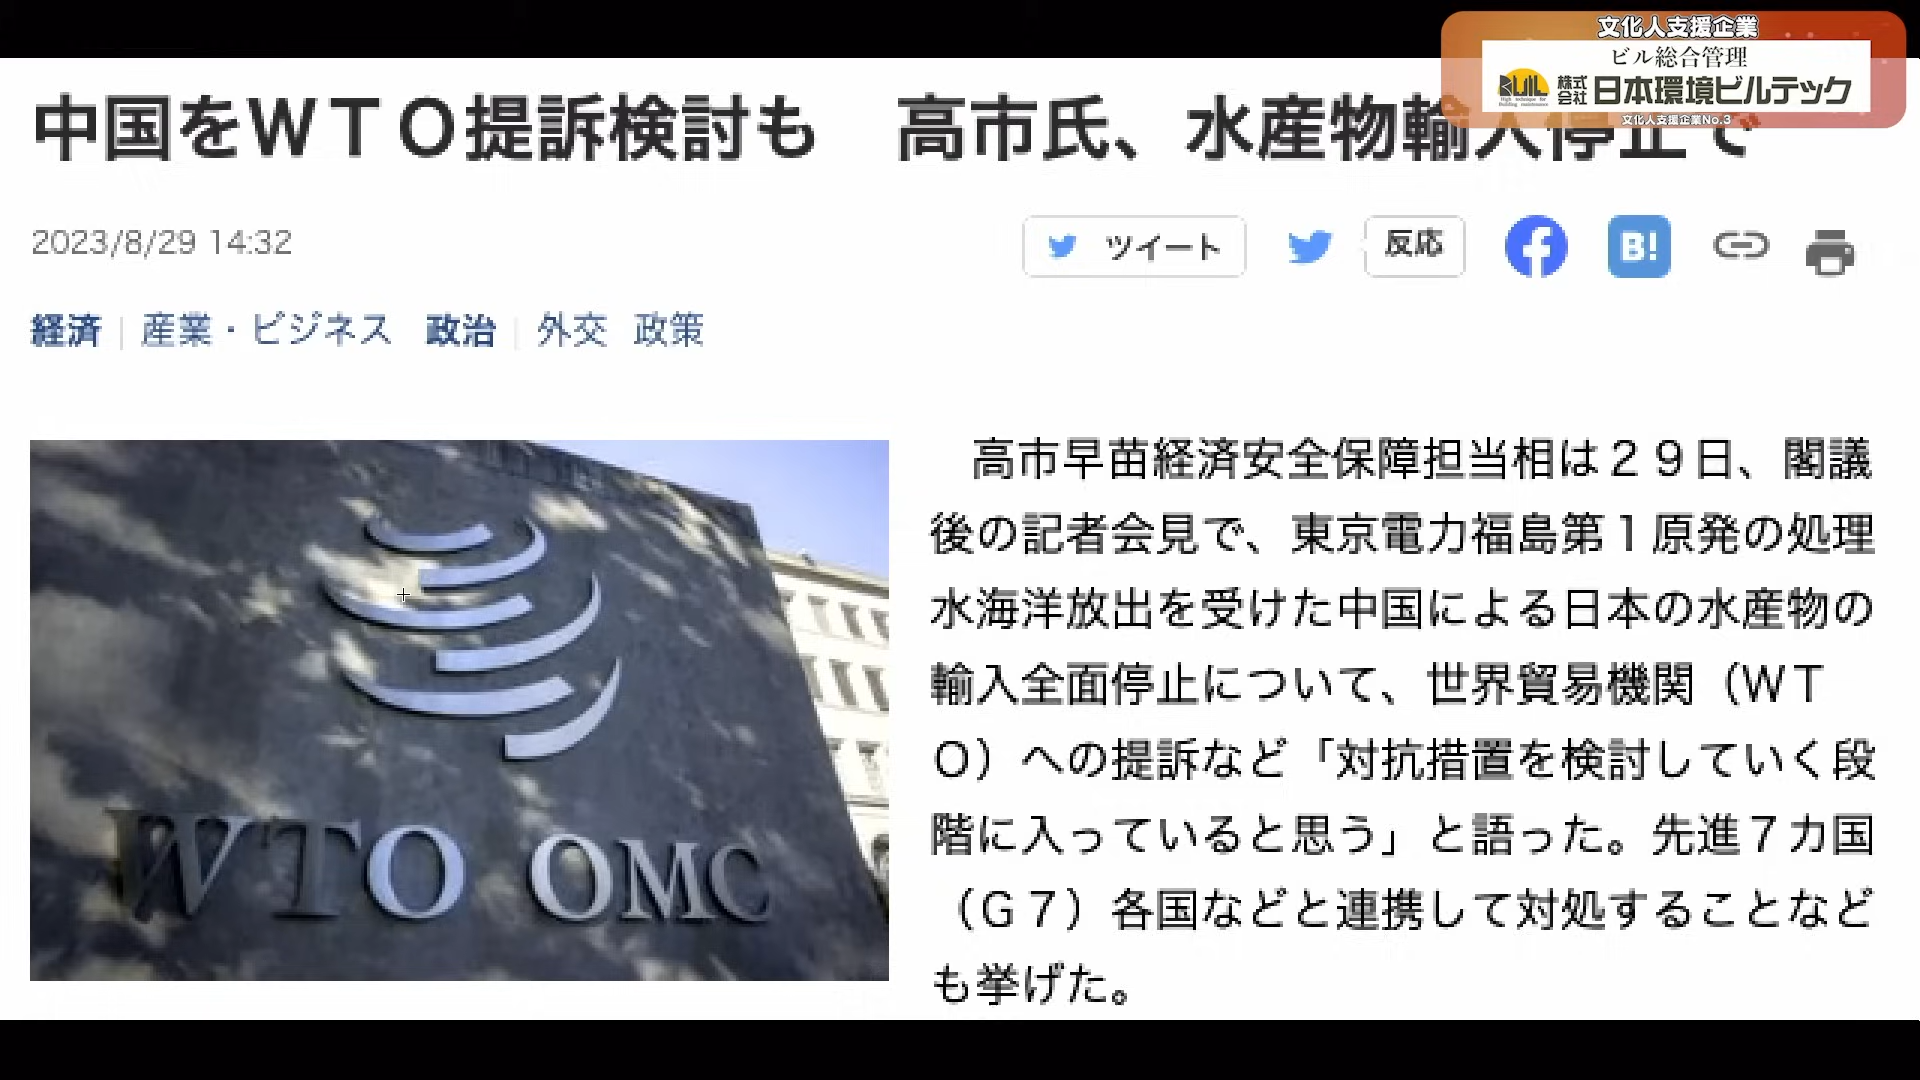 文化人支援企業
ビル総合管理
BUIL 株式会社 日本環境ビルテック
文化人支援企業No.3
中国をＷＴＯ提訴検討も　高市氏、水産物輸入停止で
2023/8/29 14:32
ツイート 反応 B!
経済 | 産業・ビジネス 政治 | 外交 政策
WTO OMC
高市早苗経済安全保障担当相は２９日、閣議
後の記者会見で、東京電力福島第１原発の処理
水海洋放出を受けた中国による日本の水産物の
輸入全面停止について、世界貿易機関（ＷＴ
Ｏ）への提訴など「対抗措置を検討していく段
階に入っていると思う」と語った。先進７カ国
（Ｇ７）各国などと連携して対処することなど
も挙げた。